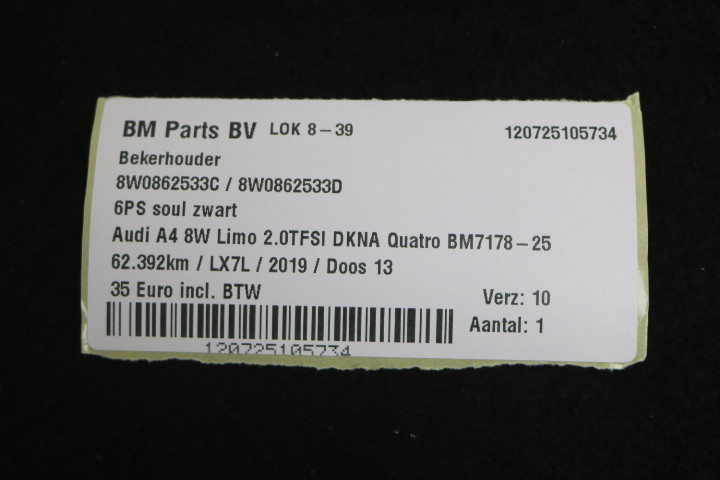 BM Parts BV LOK 8-39 120725105734
Bekerhouder
8W0862533C / 8W0862533D
6PS soul zwart
Audi A4 8W Limo 2.0TFSI DKNA Quatro BM7178-25
62.392km / LX7L / 2019 / Doos 13
35 Euro incl. BTW Verz: 10
Aantal: 1
120725105734